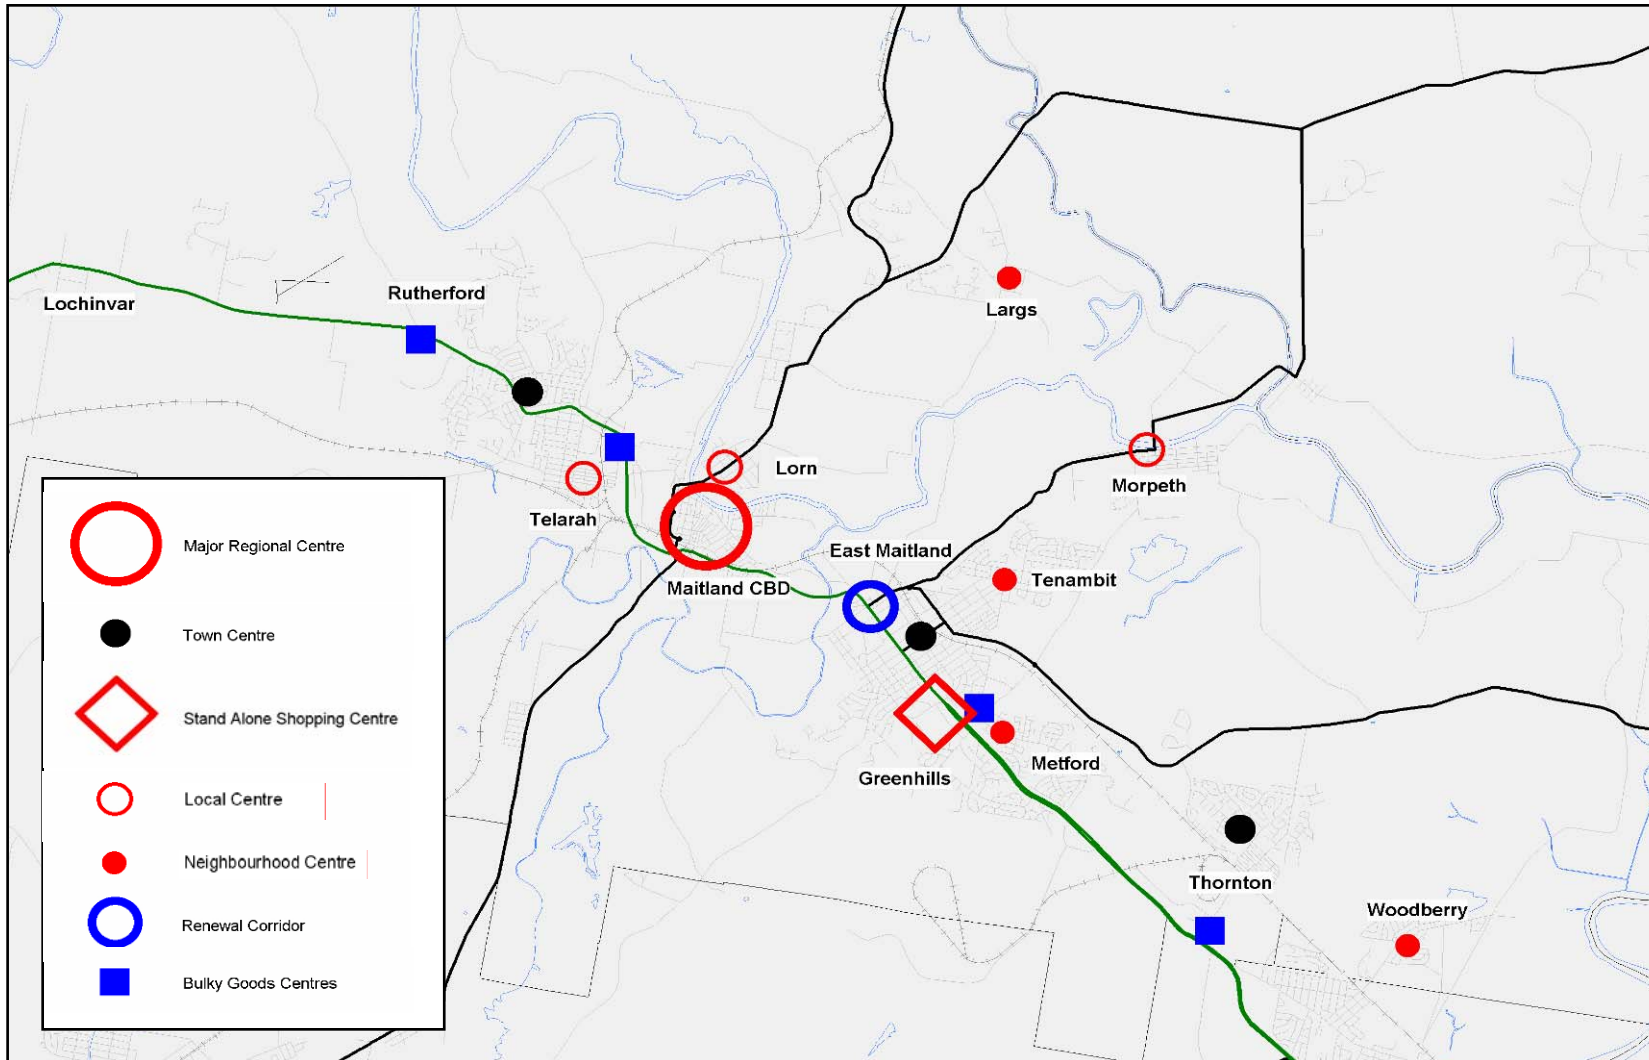 Lochinvar
Rutherford
Largs
Telarah
Lorn
Morpeth
East Maitland
Maitland CBD
Tenambit
Greenhills
Metford
Thornton
Woodberry
Major Regional Centre
Town Centre
Stand Alone Shopping Centre
Local Centre
Neighbourhood Centre
Renewal Corridor
Bulky Goods Centres